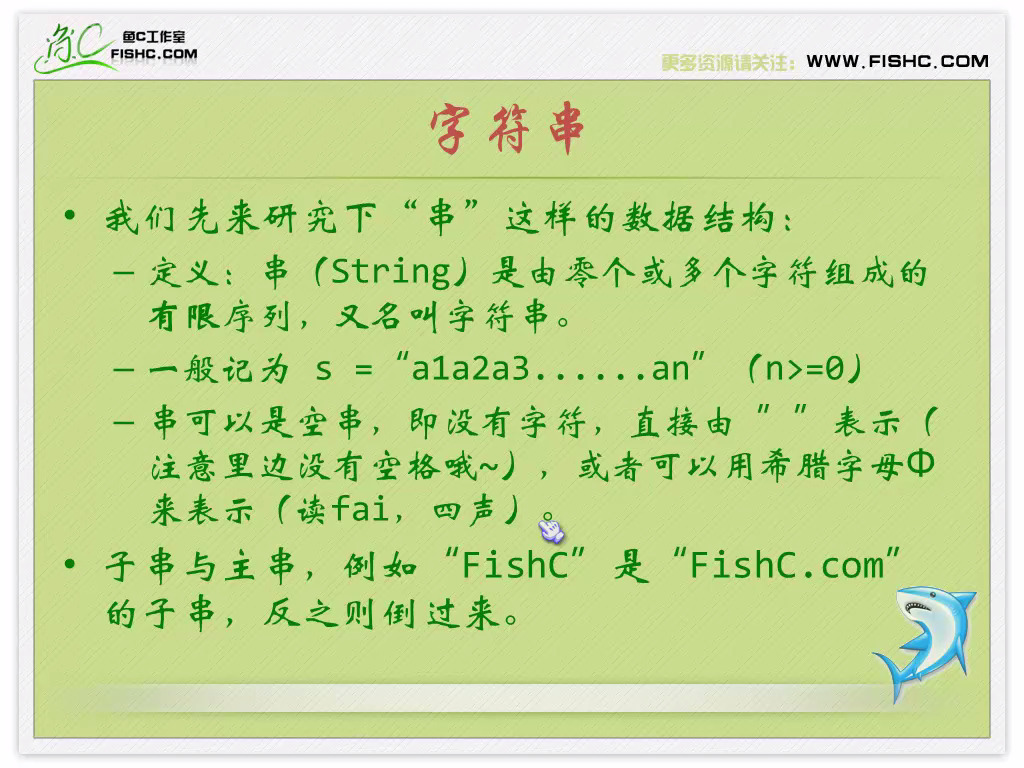 鱼C工作室
FISHC.COM
更多资源请关注：WWW.FISHC.COM
字符串
• 我们先来研究下“串”这样的数据结构：
– 定义：串（String）是由零个或多个字符组成的
有限序列，又名叫字符串。
– 一般记为 s =“a1a2a3......an”（n>=0）
– 串可以是空串，即没有字符，直接由 ” ” 表示（
注意里边没有空格哦~），或者可以用希腊字母Φ
来表示（读fai，四声）。
• 子串与主串，例如“FishC”是“FishC.com”
的子串，反之则倒过来。